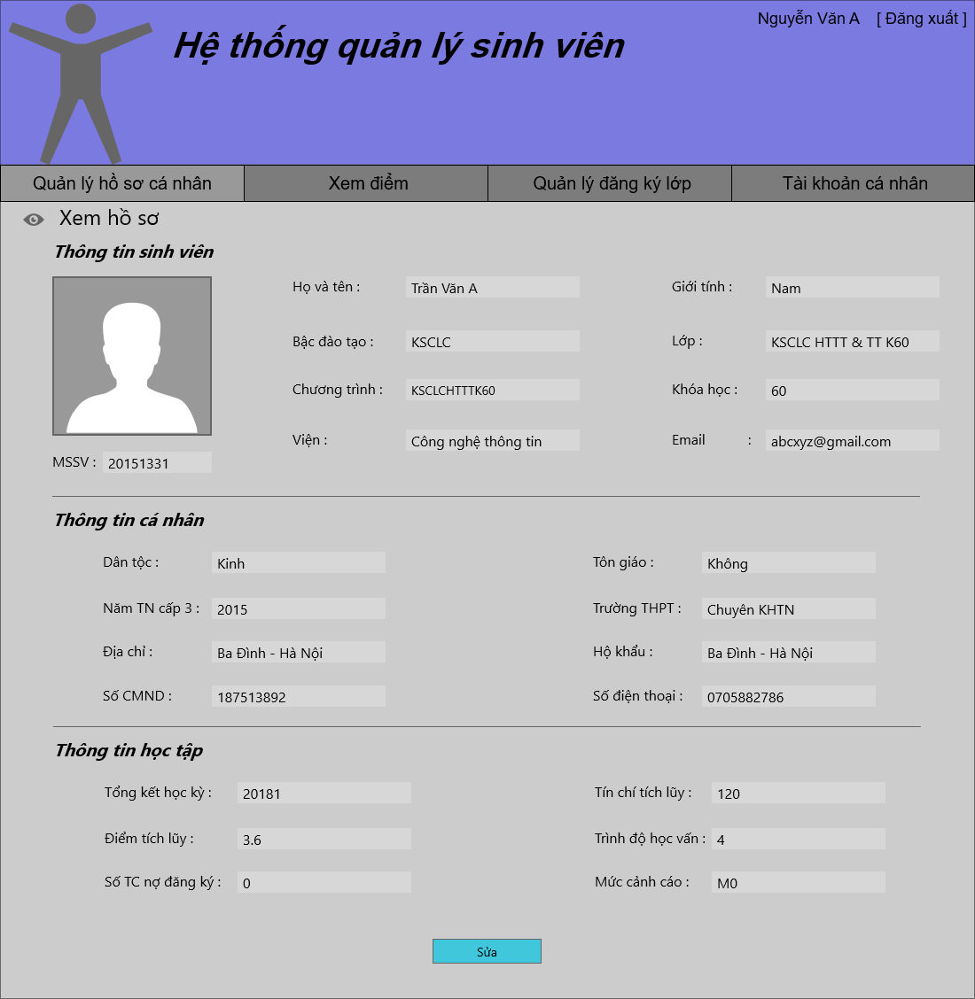 Nguyễn Văn A [ Đăng xuất ]
Hệ thống quản lý sinh viên
Quản lý hồ sơ cá nhân Xem điểm Quản lý đăng ký lớp Tài khoản cá nhân
Xem hồ sơ
Thông tin sinh viên
Họ và tên : Trần Văn A Giới tính : Nam
Bậc đào tạo : KSCLC Lớp : KSCLC HTTT & TT K60
Chương trình : KSCLCHTTTK60 Khóa học : 60
Viện : Công nghệ thông tin Email : abcxyz@gmail.com
MSSV : 20151331
Thông tin cá nhân
Dân tộc : Kinh Tôn giáo : Không
Năm TN cấp 3 : 2015 Trường THPT : Chuyên KHTN
Địa chỉ : Ba Đình - Hà Nội Hộ khẩu : Ba Đình - Hà Nội
Số CMND : 187513892 Số điện thoại : 0705882786
Thông tin học tập
Tổng kết học kỳ : 20181 Tín chí tích lũy : 120
Điểm tích lũy : 3.6 Trình độ học vấn : 4
Số TC nợ đăng ký : 0 Mức cảnh cáo : M0
Sửa